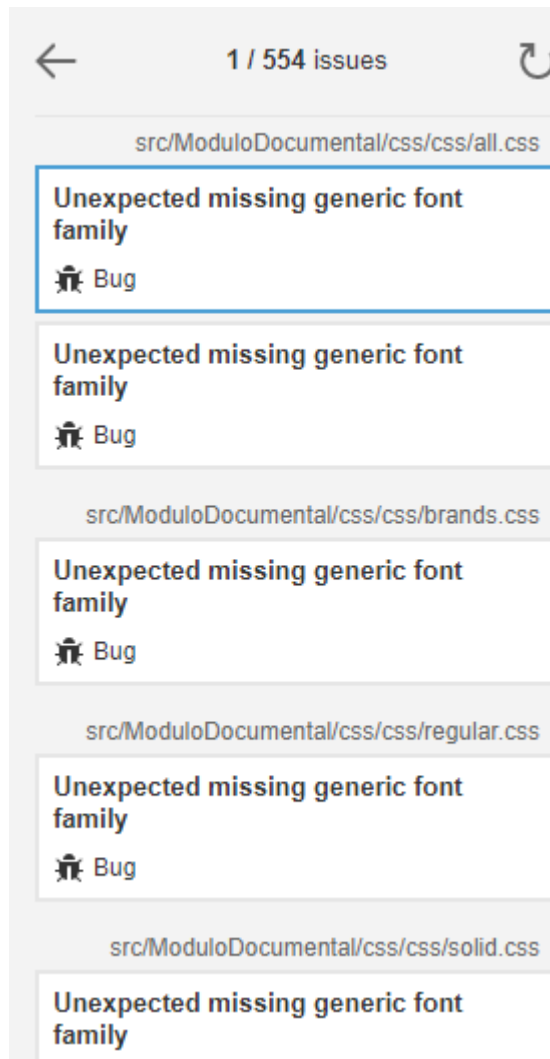 1 / 554 issues
src/ModuloDocumental/css/css/all.css
Unexpected missing generic font
family
Bug
Unexpected missing generic font
family
Bug
src/ModuloDocumental/css/css/brands.css
Unexpected missing generic font
family
Bug
src/ModuloDocumental/css/css/regular.css
Unexpected missing generic font
family
Bug
src/ModuloDocumental/css/css/solid.css
Unexpected missing generic font
family